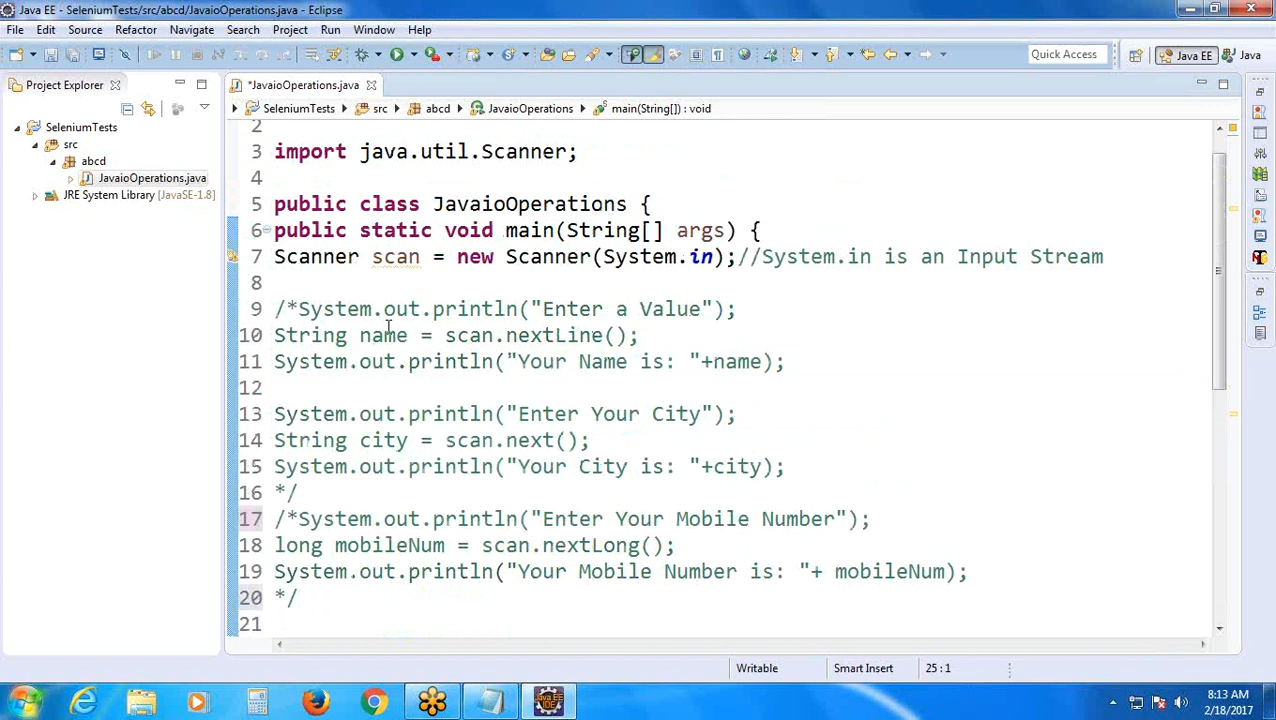 Java EE - SeleniumTests/src/abcd/JavaioOperations.java - Eclipse
File Edit Source Refactor Navigate Search Project Run Window Help
Quick Access
Java EE
Java
Project Explorer
*JavaioOperations.java
SeleniumTests
src
abcd
JavaioOperations
main(String[]) : void
SeleniumTests
src
abcd
JavaioOperations.java
JRE System Library [JavaSE-1.8]
2
3 import java.util.Scanner;
4
5 public class JavaioOperations {
6 public static void main(String[] args) {
7 Scanner scan = new Scanner(System.in);//System.in is an Input Stream
8
9 /*System.out.println("Enter a Value");
10 String name = scan.nextLine();
11 System.out.println("Your Name is: "+name);
12
13 System.out.println("Enter Your City");
14 String city = scan.next();
15 System.out.println("Your City is: "+city);
16 */
17 /*System.out.println("Enter Your Mobile Number");
18 long mobileNum = scan.nextLong();
19 System.out.println("Your Mobile Number is: "+ mobileNum);
20 */
21
Writable
Smart Insert
25 : 1
Java EE
IDE
8:13 AM
2/18/2017